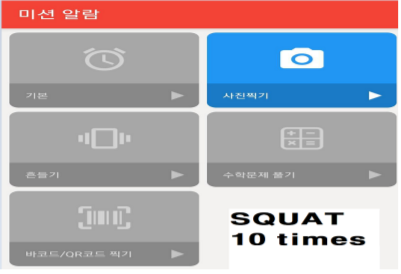 미션 알람
기본
사진찍기
흔들기
수학문제 풀기
바코드/QR코드 찍기
SQUAT
10 times